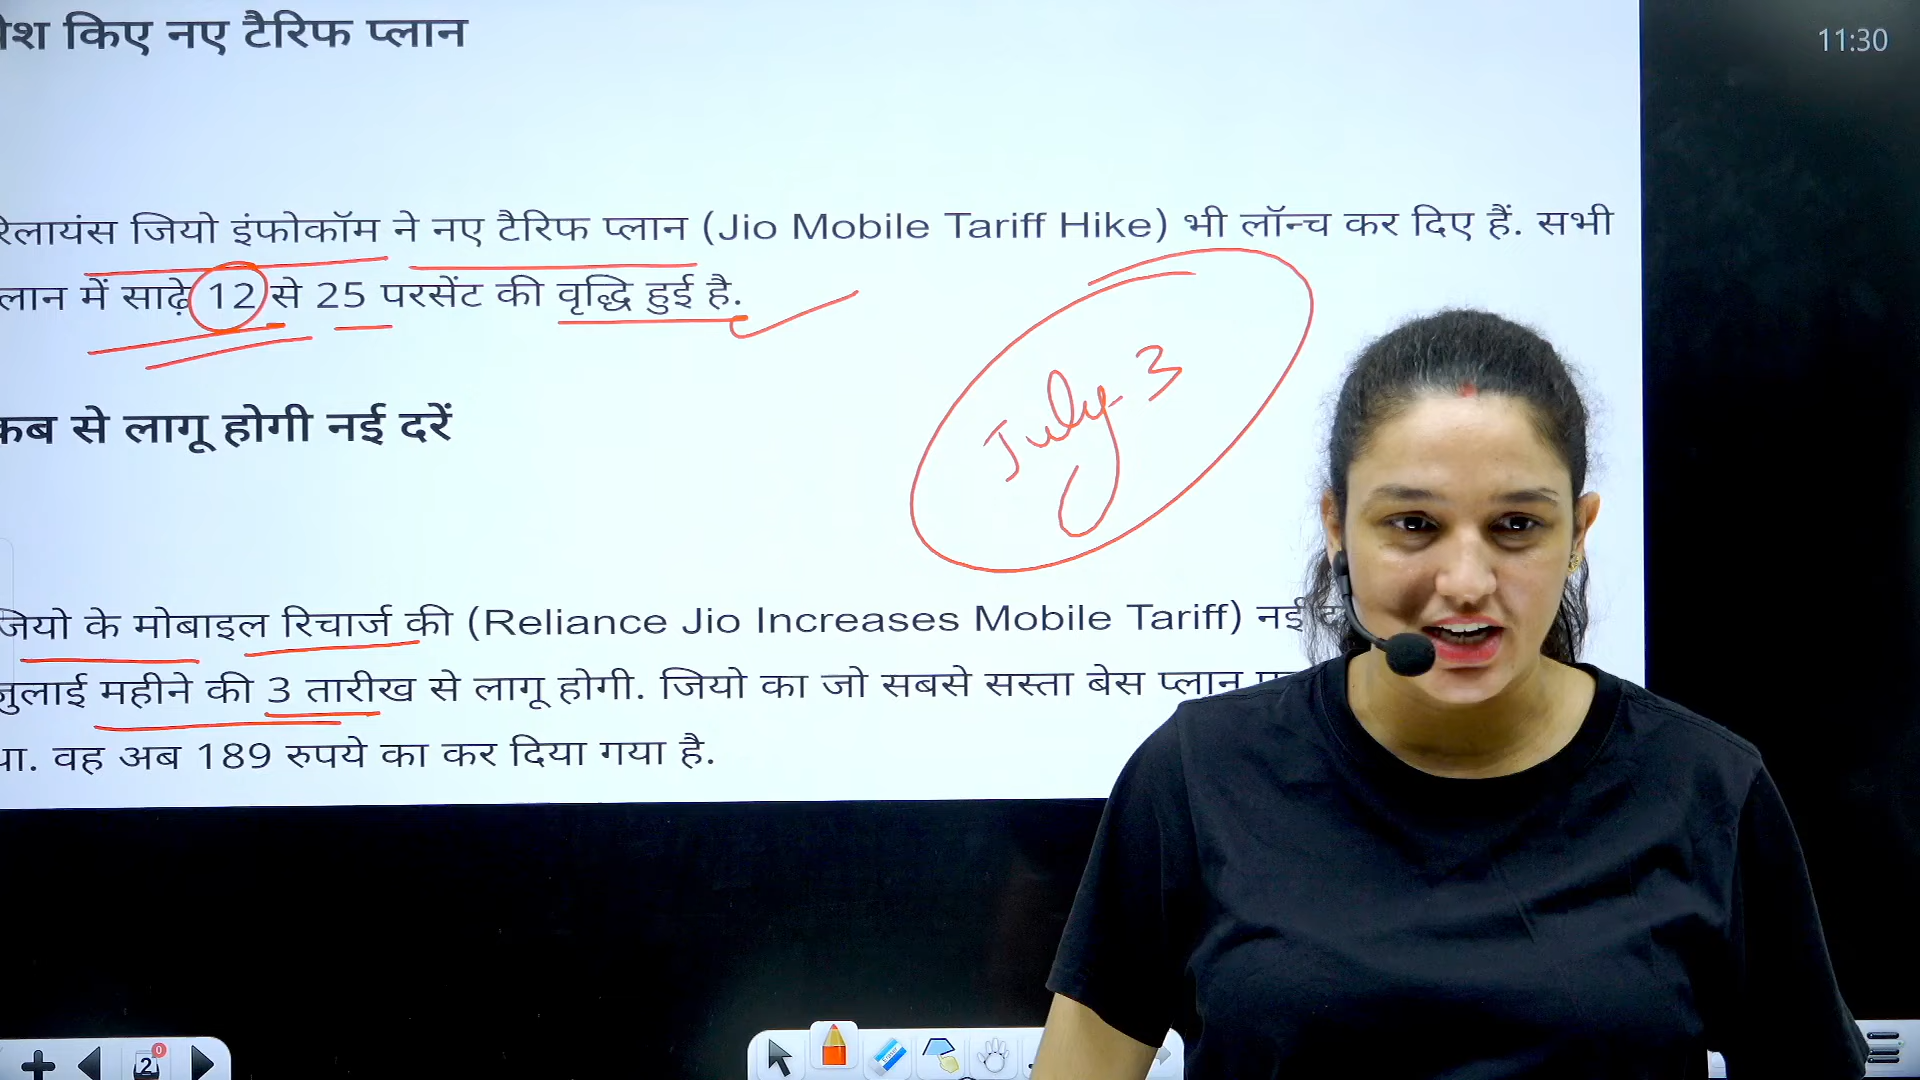 पेश किए नए टैरिफ प्लान
11:30
रिलायंस जियो इंफोकॉम ने नए टैरिफ प्लान (Jio Mobile Tariff Hike) भी लॉन्च कर दिए हैं. सभी
प्लान में साढ़े 12 से 25 परसेंट की वृद्धि हुई है.
July 3
कब से लागू होगी नई दरें
जियो के मोबाइल रिचार्ज की (Reliance Jio Increases Mobile Tariff) नई
जुलाई महीने की 3 तारीख से लागू होगी. जियो का जो सबसे सस्ता बेस प्लान
था. वह अब 189 रुपये का कर दिया गया है.
2
0